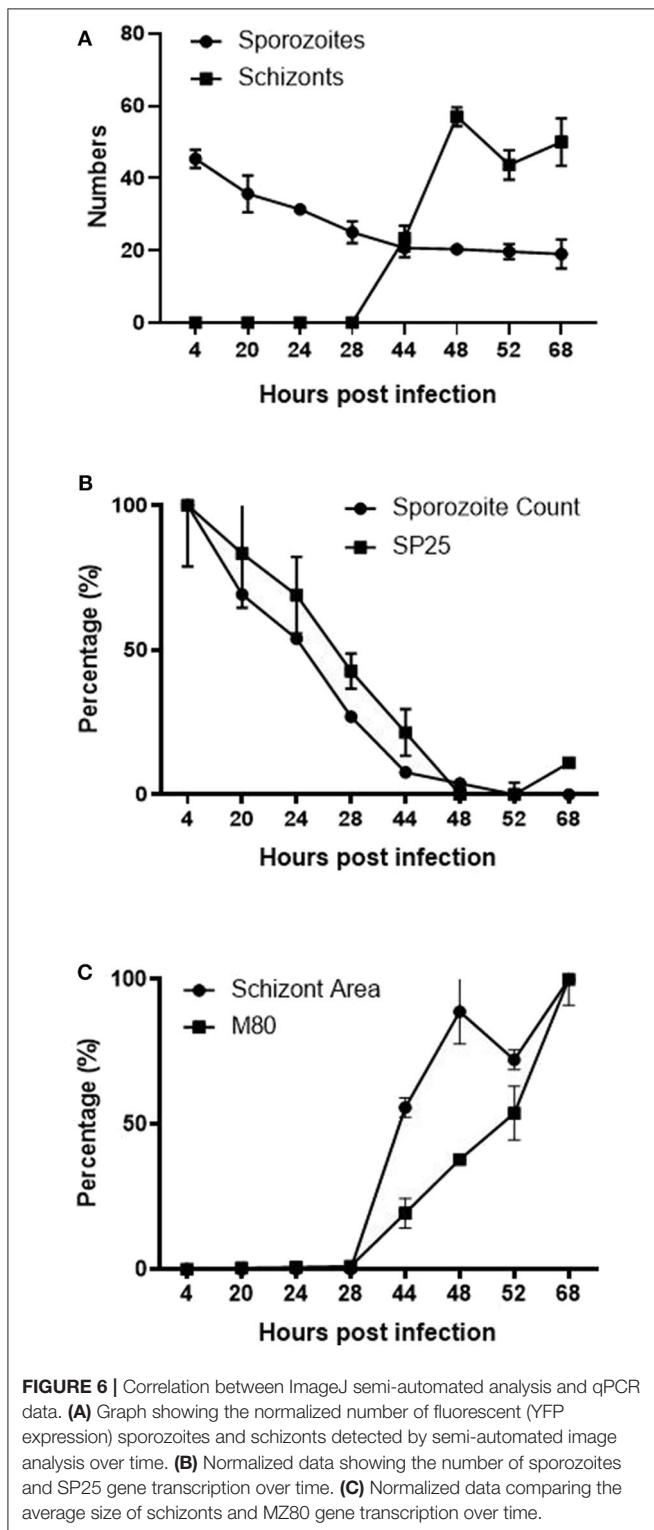 A
Sporozoites
Schizonts
80
60
40
20
0
Numbers
4 20 24 28 44 48 52 68
Hours post infection
B
Sporozoite Count
SP25
100
50
0
Percentage (%)
4 20 24 28 44 48 52 68
Hours post infection
C
Schizont Area
M80
100
50
0
Percentage (%)
4 20 24 28 44 48 52 68
Hours post infection
FIGURE 6 | Correlation between ImageJ semi-automated analysis and qPCR
data. (A) Graph showing the normalized number of fluorescent (YFP
expression) sporozoites and schizonts detected by semi-automated image
analysis over time. (B) Normalized data showing the number of sporozoites
and SP25 gene transcription over time. (C) Normalized data comparing the
average size of schizonts and MZ80 gene transcription over time.